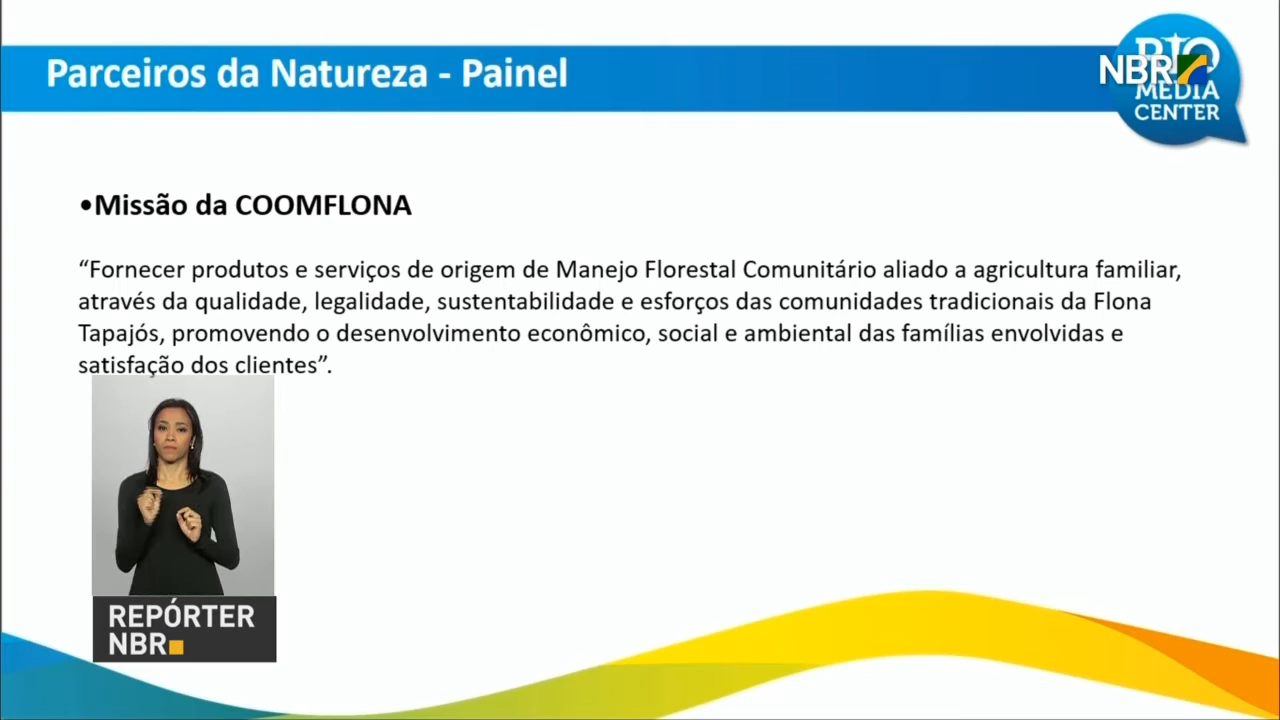 Parceiros da Natureza - Painel
RIO
NBR
MEDIA
CENTER
•Missão da COOMFLONA
“Fornecer produtos e serviços de origem de Manejo Florestal Comunitário aliado a agricultura familiar,
através da qualidade, legalidade, sustentabilidade e esforços das comunidades tradicionais da Flona
Tapajós, promovendo o desenvolvimento econômico, social e ambiental das famílias envolvidas e
satisfação dos clientes”.
REPÓRTER
NBR